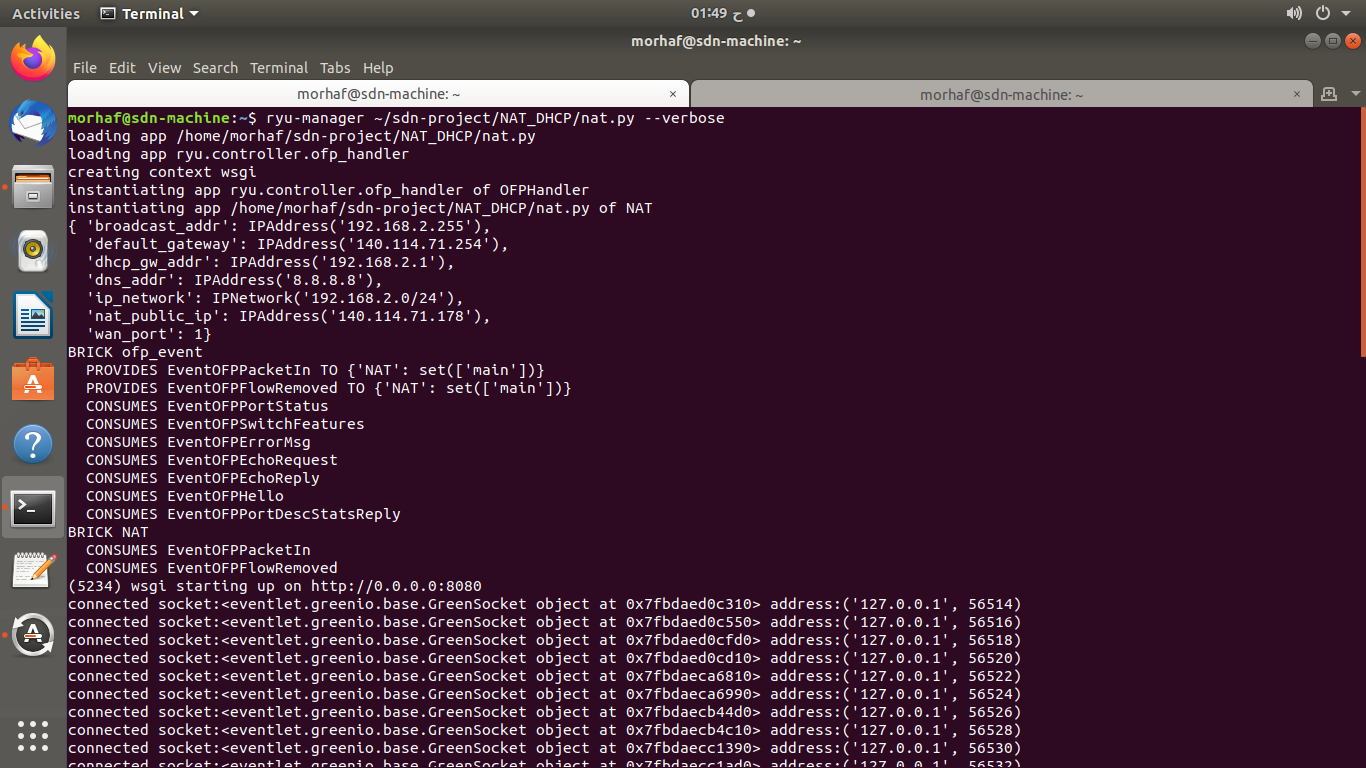 Activities Terminal 01:49 ح
morhaf@sdn-machine: ~
File Edit View Search Terminal Tabs Help
morhaf@sdn-machine: ~ × morhaf@sdn-machine: ~ ×
morhaf@sdn-machine:~$ ryu-manager ~/sdn-project/NAT_DHCP/nat.py --verbose
loading app /home/morhaf/sdn-project/NAT_DHCP/nat.py
loading app ryu.controller.ofp_handler
creating context wsgi
instantiating app ryu.controller.ofp_handler of OFPHandler
instantiating app /home/morhaf/sdn-project/NAT_DHCP/nat.py of NAT
{ 'broadcast_addr': IPAddress('192.168.2.255'),
  'default_gateway': IPAddress('140.114.71.254'),
  'dhcp_gw_addr': IPAddress('192.168.2.1'),
  'dns_addr': IPAddress('8.8.8.8'),
  'ip_network': IPNetwork('192.168.2.0/24'),
  'nat_public_ip': IPAddress('140.114.71.178'),
  'wan_port': 1}
BRICK ofp_event
  PROVIDES EventOFPPacketIn TO {'NAT': set(['main'])}
  PROVIDES EventOFPFlowRemoved TO {'NAT': set(['main'])}
  CONSUMES EventOFPPortStatus
  CONSUMES EventOFPSwitchFeatures
  CONSUMES EventOFPErrorMsg
  CONSUMES EventOFPEchoRequest
  CONSUMES EventOFPEchoReply
  CONSUMES EventOFPHello
  CONSUMES EventOFPPortDescStatsReply
BRICK NAT
  CONSUMES EventOFPPacketIn
  CONSUMES EventOFPFlowRemoved
(5234) wsgi starting up on http://0.0.0.0:8080
connected socket:<eventlet.greenio.base.GreenSocket object at 0x7fbdaed0c310> address:('127.0.0.1', 56514)
connected socket:<eventlet.greenio.base.GreenSocket object at 0x7fbdaed0c550> address:('127.0.0.1', 56516)
connected socket:<eventlet.greenio.base.GreenSocket object at 0x7fbdaed0cfd0> address:('127.0.0.1', 56518)
connected socket:<eventlet.greenio.base.GreenSocket object at 0x7fbdaed0cd10> address:('127.0.0.1', 56520)
connected socket:<eventlet.greenio.base.GreenSocket object at 0x7fbdaeca6810> address:('127.0.0.1', 56522)
connected socket:<eventlet.greenio.base.GreenSocket object at 0x7fbdaeca6990> address:('127.0.0.1', 56524)
connected socket:<eventlet.greenio.base.GreenSocket object at 0x7fbdaecb44d0> address:('127.0.0.1', 56526)
connected socket:<eventlet.greenio.base.GreenSocket object at 0x7fbdaecb4c10> address:('127.0.0.1', 56528)
connected socket:<eventlet.greenio.base.GreenSocket object at 0x7fbdaecc1390> address:('127.0.0.1', 56530)
connected socket:<eventlet.greenio.base.GreenSocket object at 0x7fbdaecc1ad0> address:('127.0.0.1', 56532)